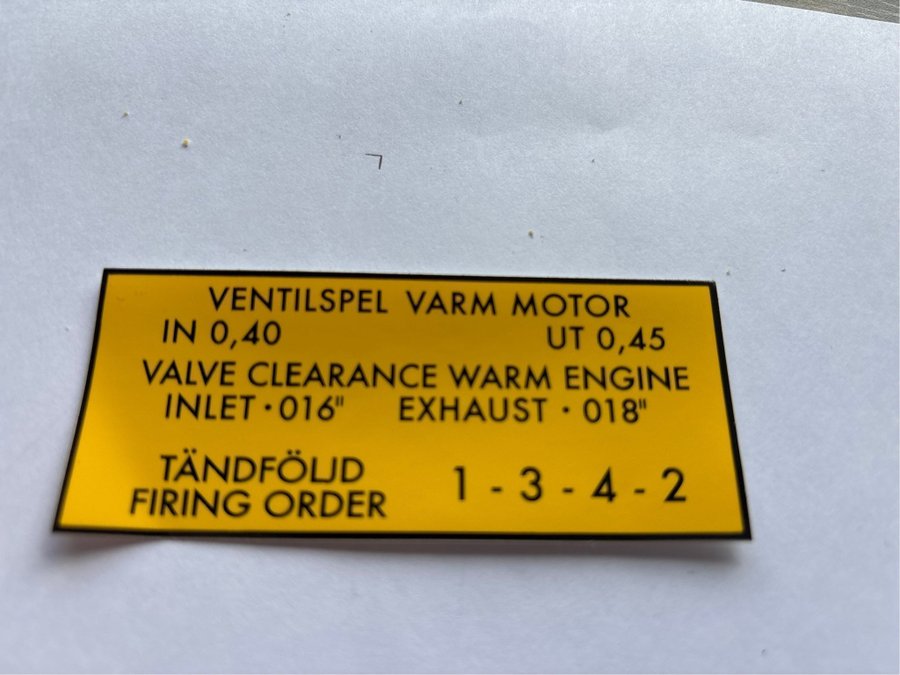 VENTILSPEL VARM MOTOR
IN 0,40 UT 0,45
VALVE CLEARANCE WARM ENGINE
INLET · 016" EXHAUST · 018"
TÄNDFÖLJD
FIRING ORDER 1 - 3 - 4 - 2